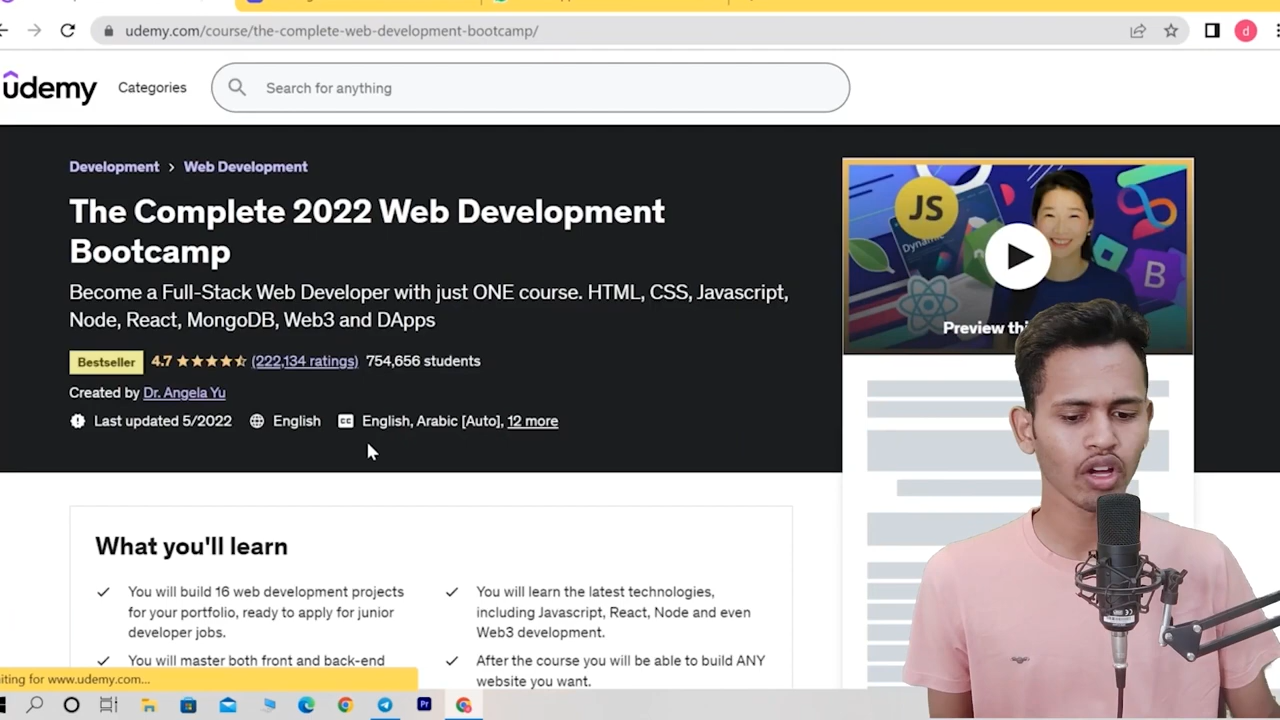 udemy.com/course/the-complete-web-development-bootcamp/
d
udemy
Categories
Search for anything
Development > Web Development
The Complete 2022 Web Development
Bootcamp
Become a Full-Stack Web Developer with just ONE course. HTML, CSS, Javascript,
Node, React, MongoDB, Web3 and DApps
Bestseller 4.7 (222,134 ratings) 754,656 students
Created by Dr. Angela Yu
Last updated 5/2022 English CC English, Arabic [Auto], 12 more
JS
B
Preview
What you'll learn
You will build 16 web development projects
for your portfolio, ready to apply for junior
developer jobs.
You will learn the latest technologies,
including Javascript, React, Node and even
Web3 development.
You will master both front and back-end
After the course you will be able to build ANY
website you want.
for www.udemy.com...
Pr